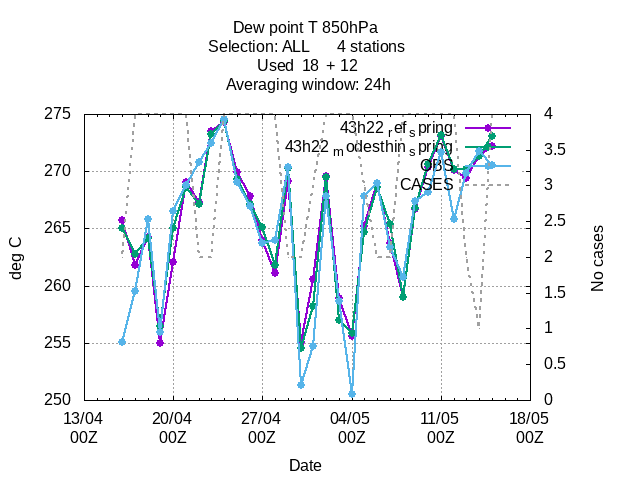 Dew point T 850hPa
Selection: ALL 4 stations
Used 18 + 12
Averaging window: 24h
275
270
265
260
255
250
deg C
4
3.5
3
2.5
2
1.5
1
0.5
0
No cases
43h22_ref_spring
43h22_modesthin_spring
OBS
CASES
13/04 20/04 27/04 04/05 11/05 18/05
00Z 00Z 00Z 00Z 00Z 00Z
Date